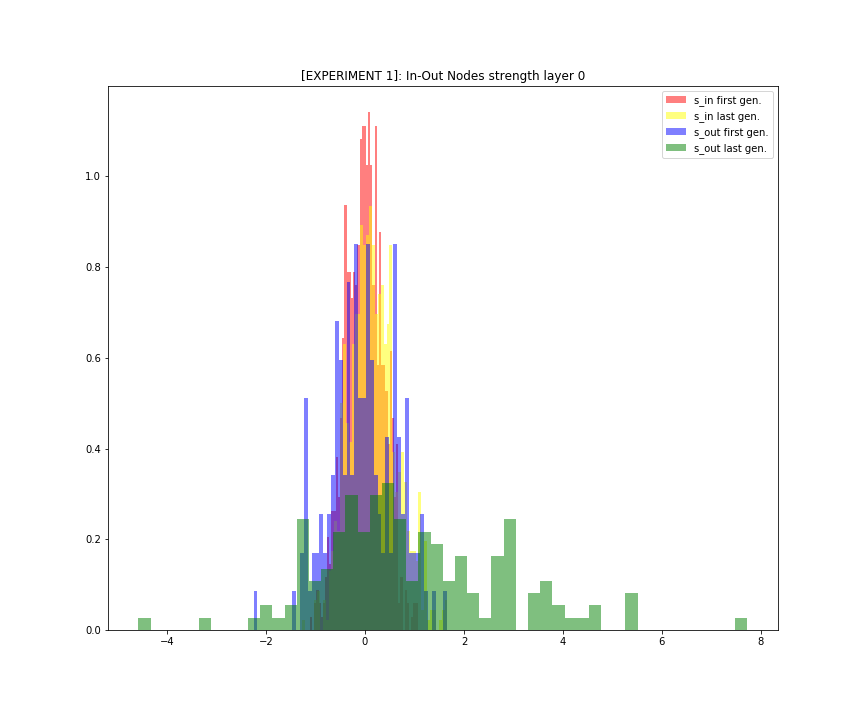 [EXPERIMENT 1]: In-Out Nodes strength layer 0
s_in first gen.
s_in last gen.
s_out first gen.
s_out last gen.
1.0
0.8
0.6
0.4
0.2
0.0
−4 −2 0 2 4 6 8